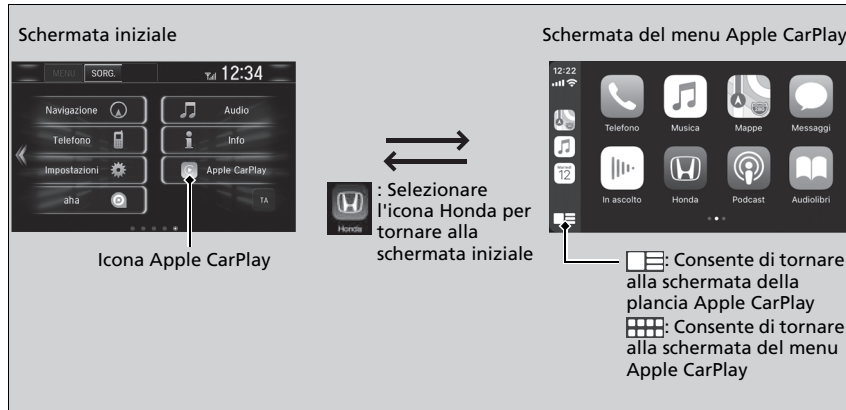 Schermata iniziale
MENU
SORG.
12:34
Navigazione
Audio
Telefono
Info
Impostazioni
Apple CarPlay
aha
TA
Icona Apple CarPlay
Honda
: Selezionare
l'icona Honda per
tornare alla
schermata iniziale
Schermata del menu Apple CarPlay
12:22
Telefono
Musica
Mappe
Messaggi
12
In ascolto
Honda
Podcast
Audiolibri
: Consente di tornare
alla schermata della
plancia Apple CarPlay
: Consente di tornare
alla schermata del menu
Apple CarPlay